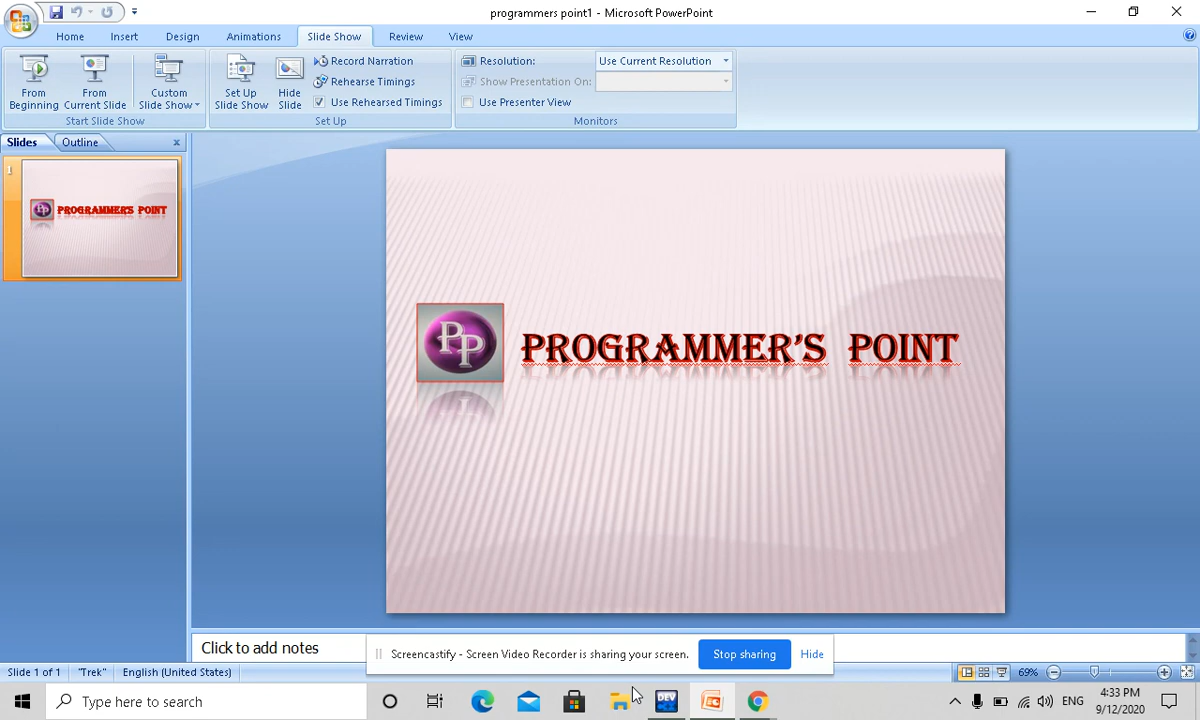 programmers point1 - Microsoft PowerPoint
Home Insert Design Animations Slide Show Review View
From Beginning
From Current Slide
Custom Slide Show
Start Slide Show
Set Up Slide Show
Hide Slide
Record Narration
Rehearse Timings
Use Rehearsed Timings
Set Up
Resolution: Use Current Resolution
Show Presentation On:
Use Presenter View
Monitors
Slides Outline
1
PP PROGRAMMER'S POINT
PP PROGRAMMER'S POINT
Click to add notes
Screencastify - Screen Video Recorder is sharing your screen. Stop sharing Hide
Slide 1 of 1 "Trek" English (United States) 69%
Type here to search
DEV
ENG
4:33 PM
9/12/2020